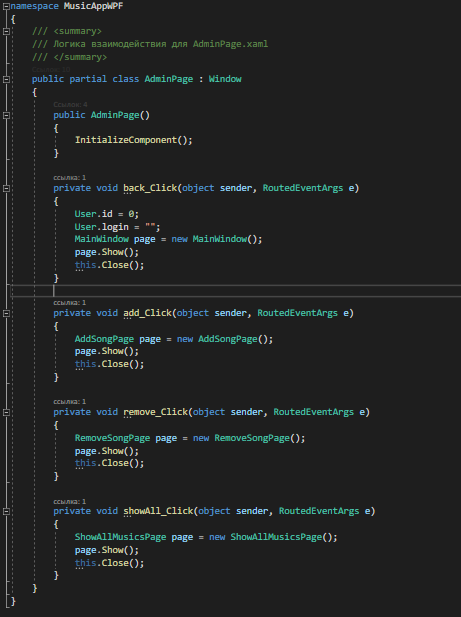 namespace MusicAppWPF
{
/// <summary>
/// Логика взаимодействия для AdminPage.xaml
/// </summary>
public partial class AdminPage : Window
{
Ссылок: 4
public AdminPage()
{
InitializeComponent();
}
ссылка: 1
private void back_Click(object sender, RoutedEventArgs e)
{
User.id = 0;
User.login = "";
MainWindow page = new MainWindow();
page.Show();
this.Close();
}
ссылка: 1
private void add_Click(object sender, RoutedEventArgs e)
{
AddSongPage page = new AddSongPage();
page.Show();
this.Close();
}
ссылка: 1
private void remove_Click(object sender, RoutedEventArgs e)
{
RemoveSongPage page = new RemoveSongPage();
page.Show();
this.Close();
}
ссылка: 1
private void showAll_Click(object sender, RoutedEventArgs e)
{
ShowAllMusicsPage page = new ShowAllMusicsPage();
page.Show();
this.Close();
}
}
}